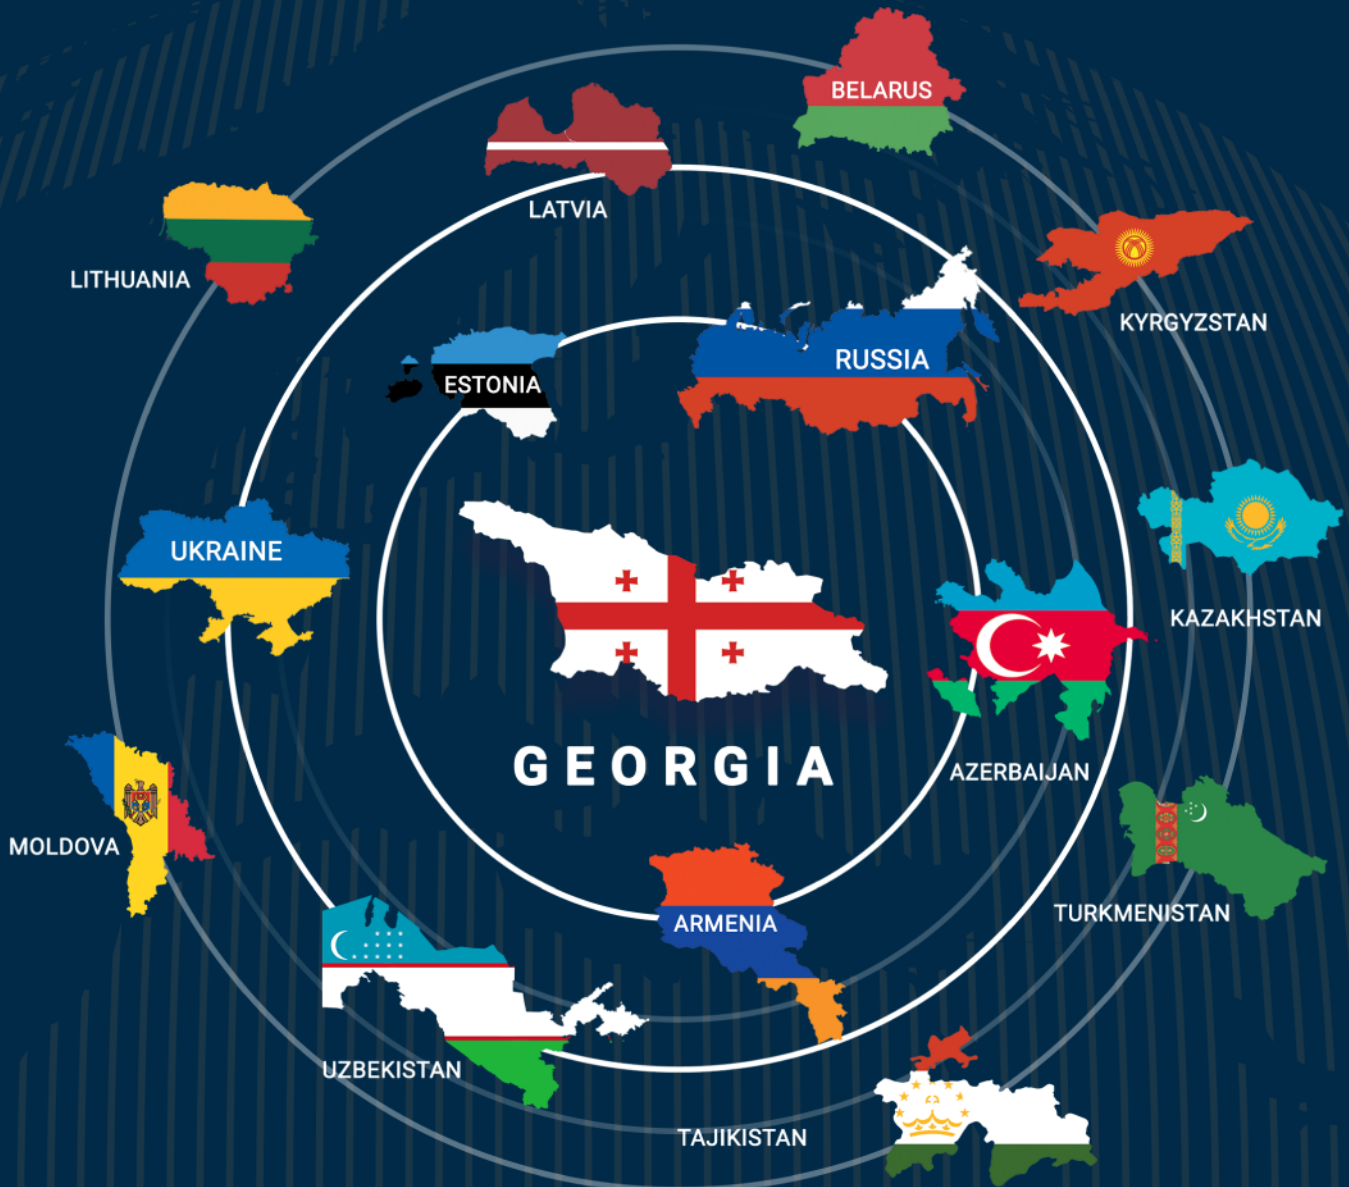 BELARUS
LATVIA
LITHUANIA
KYRGYZSTAN
RUSSIA
ESTONIA
UKRAINE
KAZAKHSTAN
GEORGIA
AZERBAIJAN
MOLDOVA
TURKMENISTAN
ARMENIA
UZBEKISTAN
TAJIKISTAN